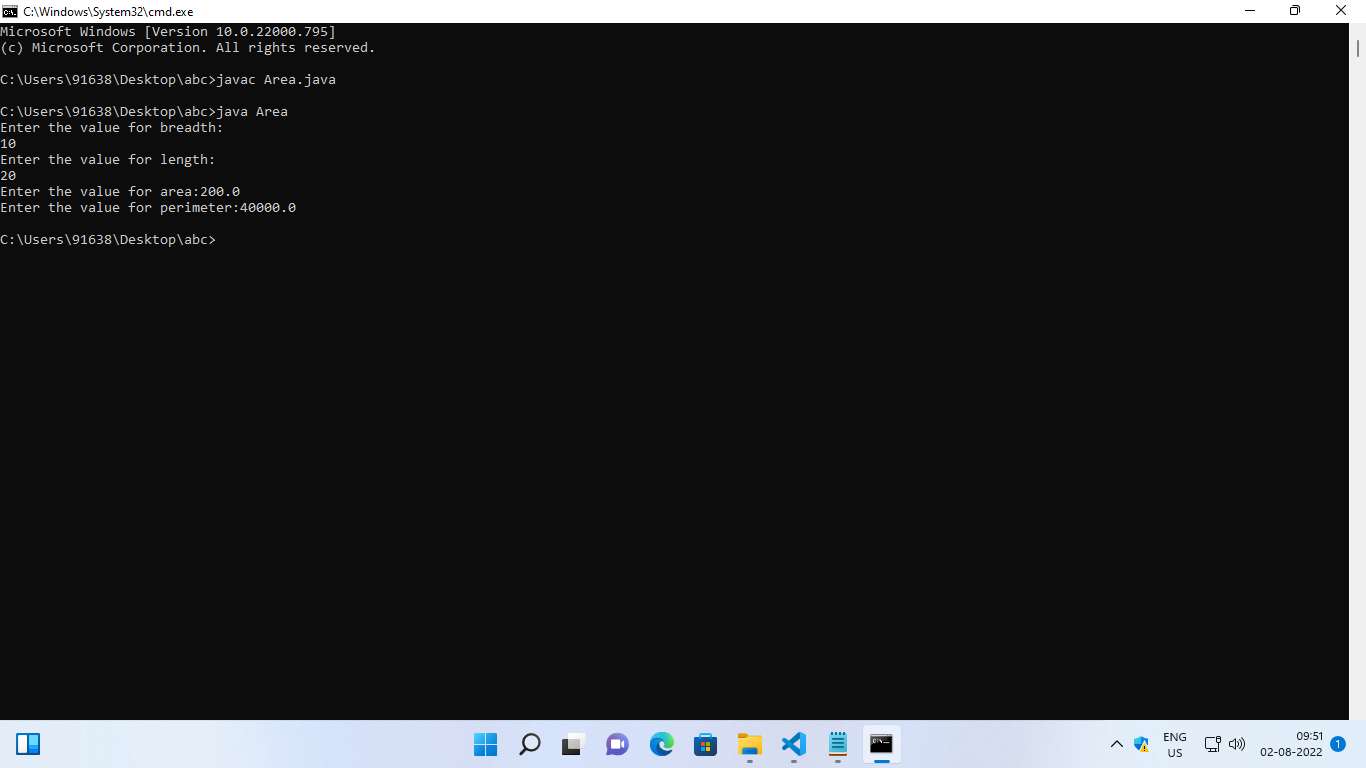 C:\Windows\System32\cmd.exe
Microsoft Windows [Version 10.0.22000.795]
(c) Microsoft Corporation. All rights reserved.
C:\Users\91638\Desktop\abc>javac Area.java
C:\Users\91638\Desktop\abc>java Area
Enter the value for breadth:
10
Enter the value for length:
20
Enter the value for area:200.0
Enter the value for perimeter:40000.0
C:\Users\91638\Desktop\abc>
ENG
US
09:51
02-08-2022
1